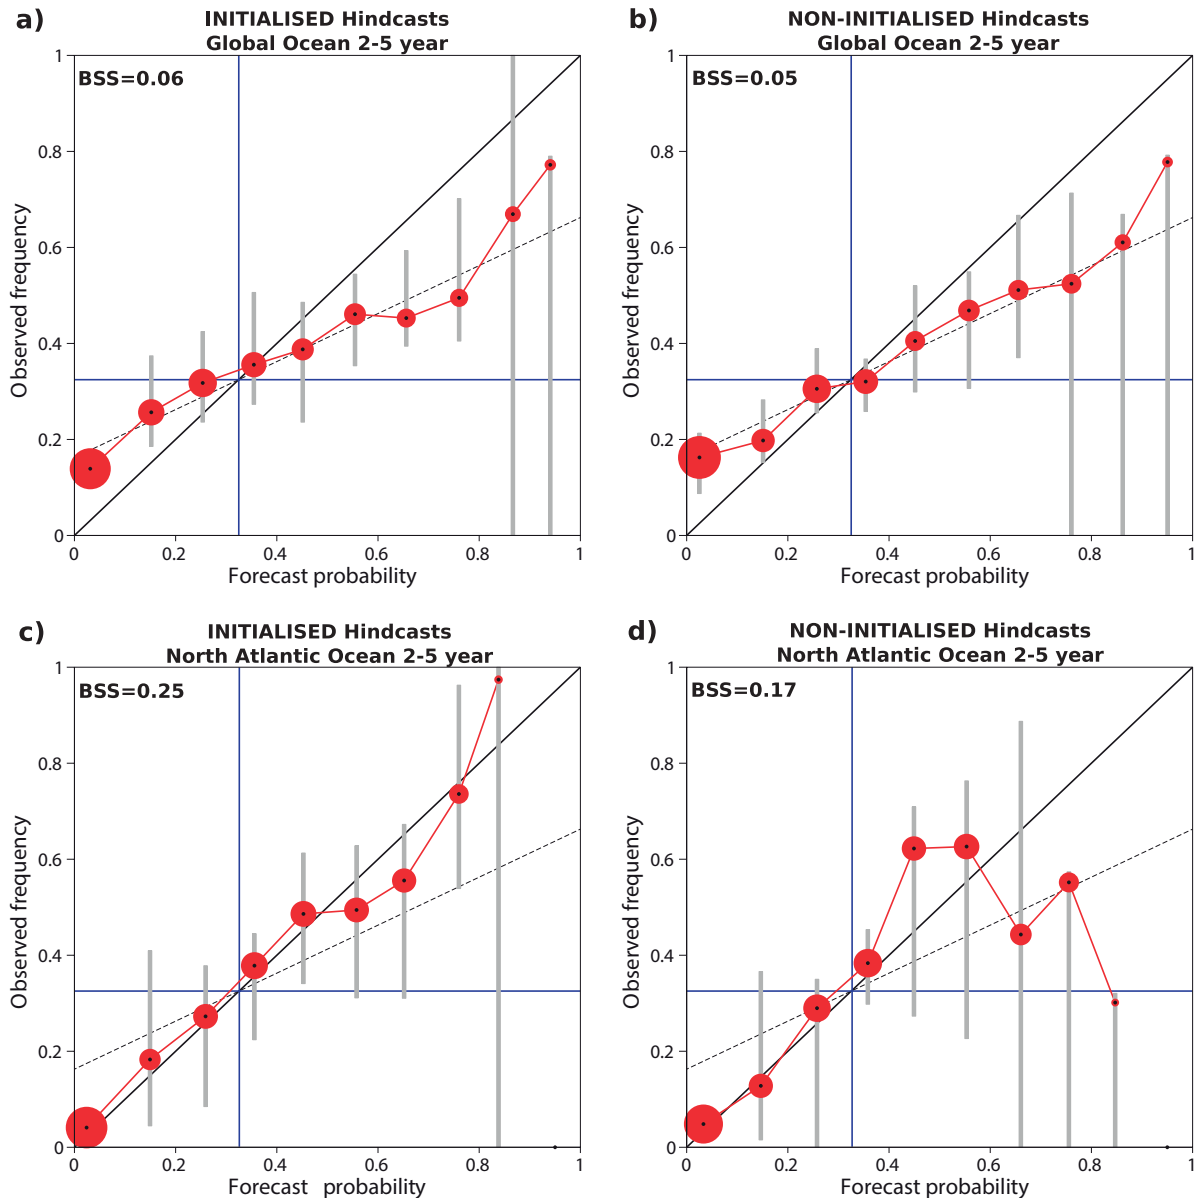 a)
INITIALISED Hindcasts
Global Ocean 2-5 year
BSS=0.06
Observed frequency
1
0.8
0.6
0.4
0.2
0
0 0.2 0.4 0.6 0.8 1
Forecast probability
b)
NON-INITIALISED Hindcasts
Global Ocean 2-5 year
BSS=0.05
Observed frequency
1
0.8
0.6
0.4
0.2
0
0 0.2 0.4 0.6 0.8 1
Forecast probability
c)
INITIALISED Hindcasts
North Atlantic Ocean 2-5 year
BSS=0.25
Observed frequency
1
0.8
0.6
0.4
0.2
0
0 0.2 0.4 0.6 0.8 1
Forecast probability
d)
NON-INITIALISED Hindcasts
North Atlantic Ocean 2-5 year
BSS=0.17
Observed frequency
1
0.8
0.6
0.4
0.2
0
0 0.2 0.4 0.6 0.8 1
Forecast probability